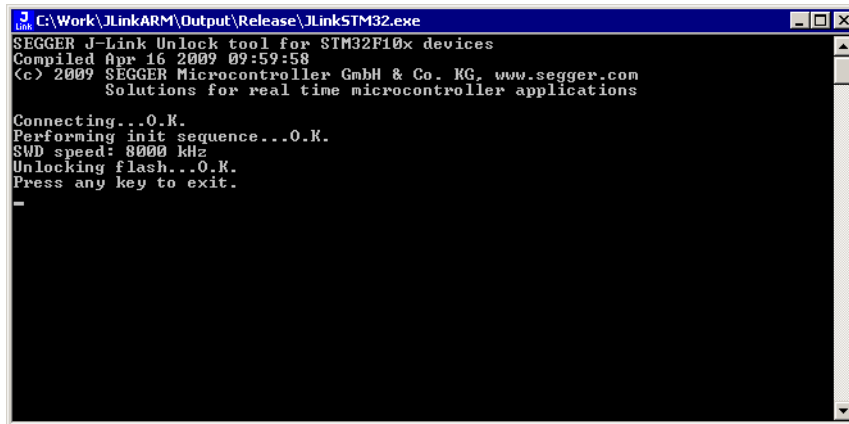 J Link C:\Work\JLinkARM\Output\Release\JLinkSTM32.exe
SEGGER J-Link Unlock tool for STM32F10x devices
Compiled Apr 16 2009 09:59:58
(c) 2009 SEGGER Microcontroller GmbH & Co. KG, www.segger.com
Solutions for real time microcontroller applications
Connecting...O.K.
Performing init sequence...O.K.
SWD speed: 8000 kHz
Unlocking flash...O.K.
Press any key to exit.